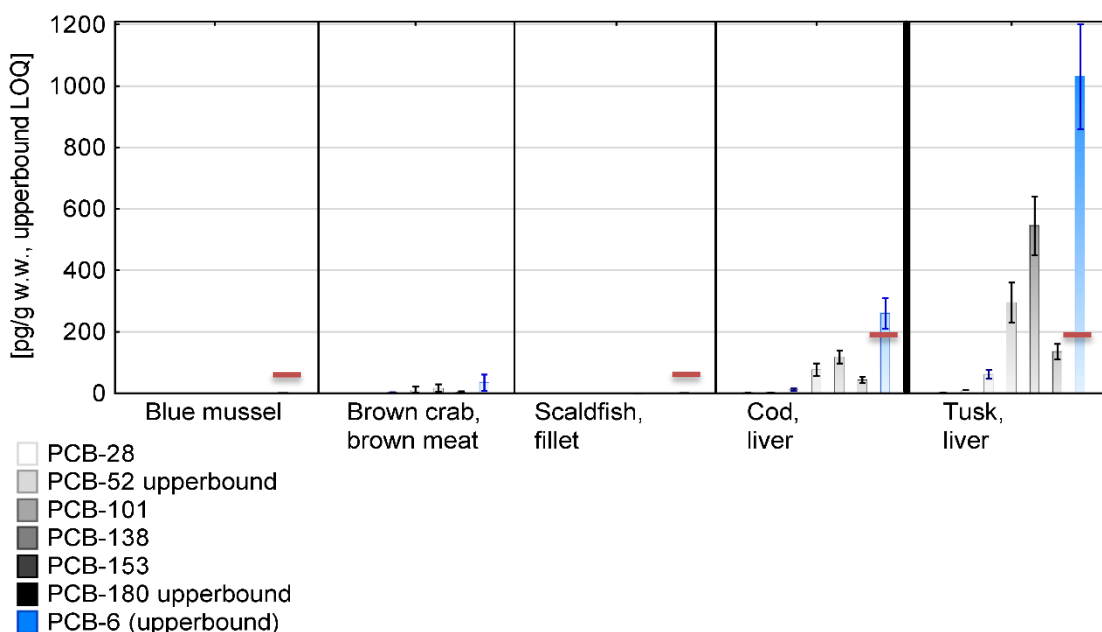 [pg/g w.w., upperbound LOQ]
1200
1000
800
600
400
200
0
Blue mussel
Brown crab,
brown meat
Scaldfish,
fillet
Cod,
liver
Tusk,
liver
PCB-28
PCB-52 upperbound
PCB-101
PCB-138
PCB-153
PCB-180 upperbound
PCB-6 (upperbound)